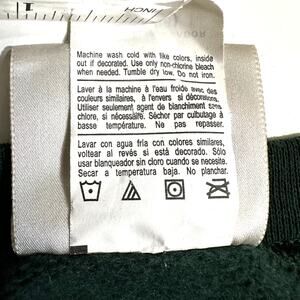 INCH
1
Machine wash cold with like colors, inside
out if decorated. Use only non-chlorine bleach
when needed. Tumble dry low. Do not iron.
Laver à la machine à l'eau froide avec des
couleurs similaires, à l'envers si décorations.
Utiliser seulement agent de blanchiment sans
chlore, si nécessaire. Sécher par culbutage à
basse température. Ne pas repasser.
Lavar con agua fria con colores similares,
voltear al revés si está decorado. Sólo
usar blanqueador sin cloro cuando se necesite.
Secar a temperatura baja. No planchar.